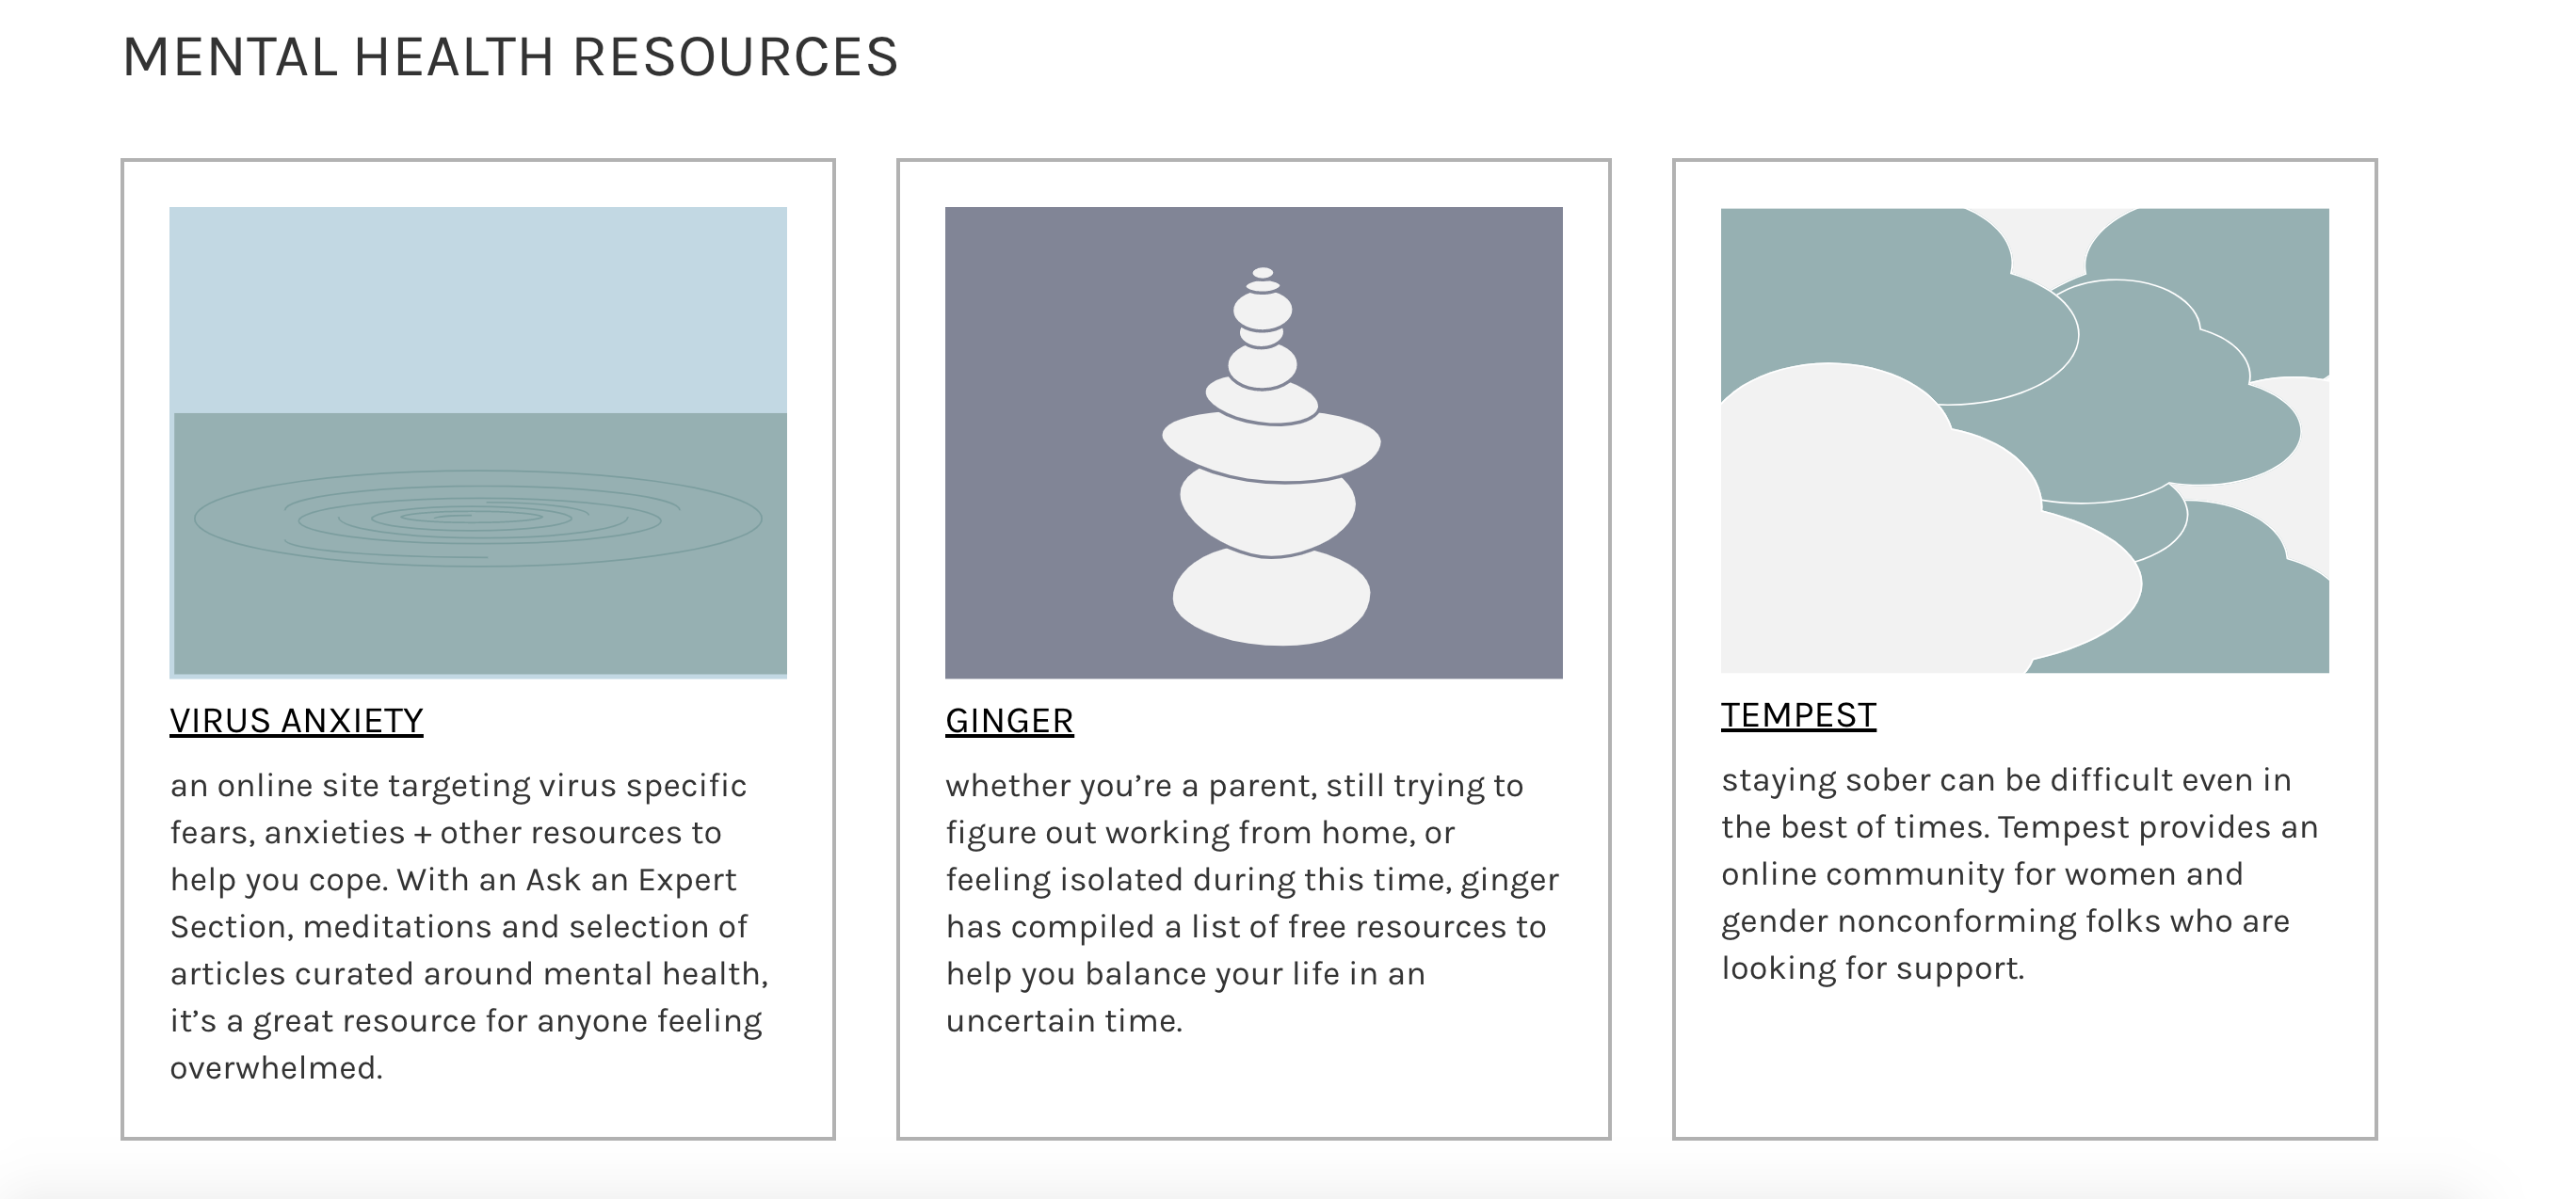 MENTAL HEALTH RESOURCES
VIRUS ANXIETY
an online site targeting virus specific
fears, anxieties + other resources to
help you cope. With an Ask an Expert
Section, meditations and selection of
articles curated around mental health,
it’s a great resource for anyone feeling
overwhelmed.
GINGER
whether you’re a parent, still trying to
figure out working from home, or
feeling isolated during this time, ginger
has compiled a list of free resources to
help you balance your life in an
uncertain time.
TEMPEST
staying sober can be difficult even in
the best of times. Tempest provides an
online community for women and
gender nonconforming folks who are
looking for support.